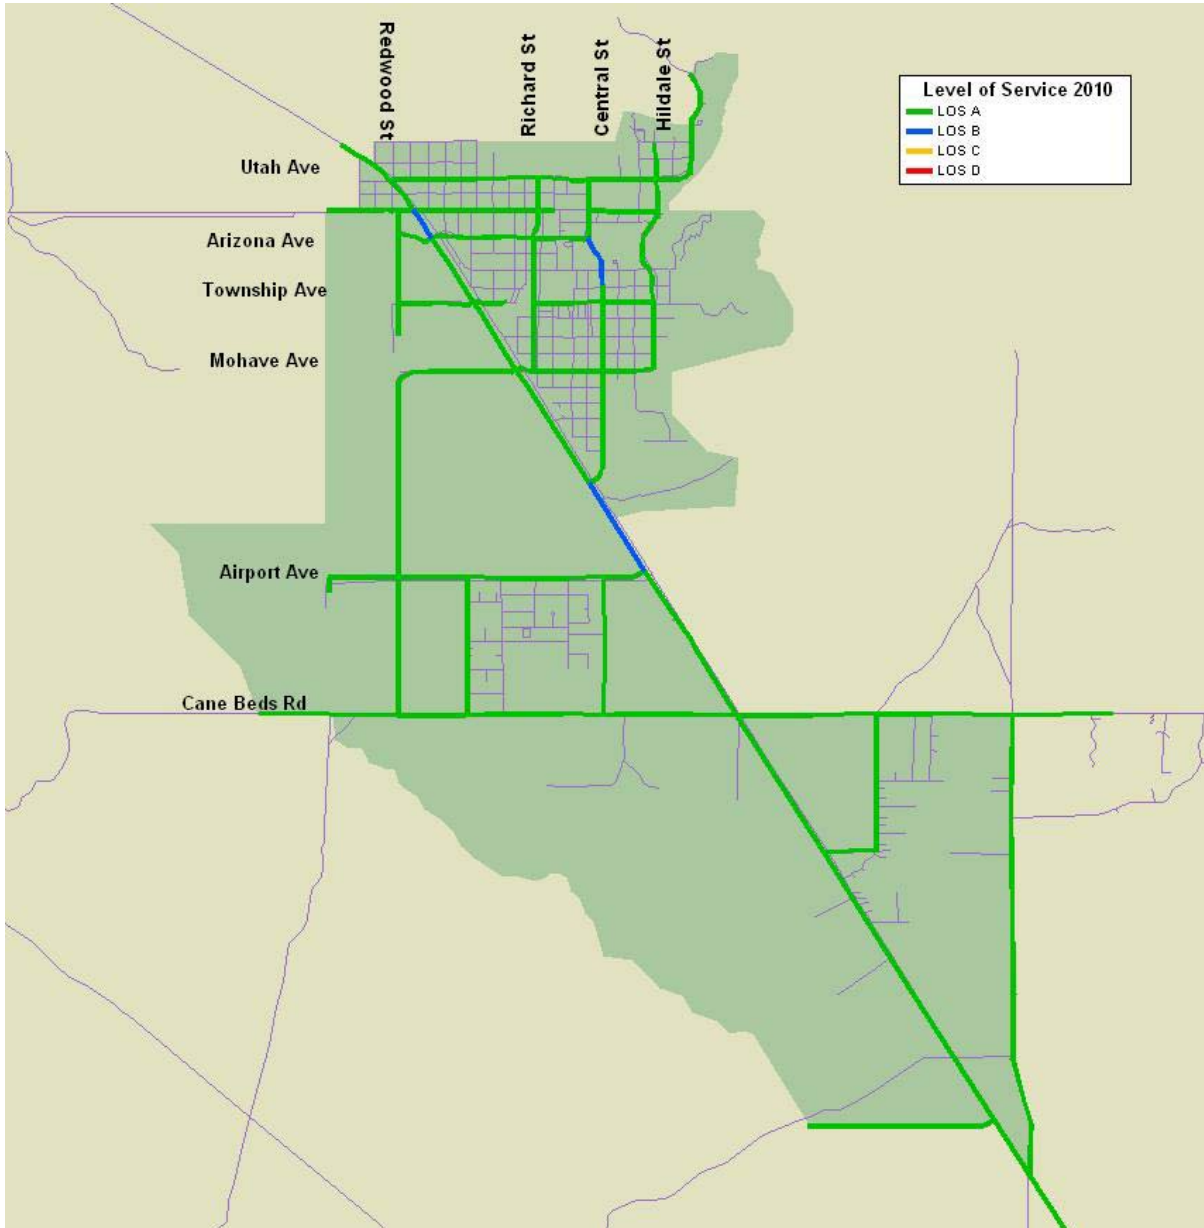 Redwood St
Richard St
Central St
Hildale St
Level of Service 2010
LOS A
LOS B
LOS C
LOS D
Utah Ave
Arizona Ave
Township Ave
Mohave Ave
Airport Ave
Cane Beds Rd